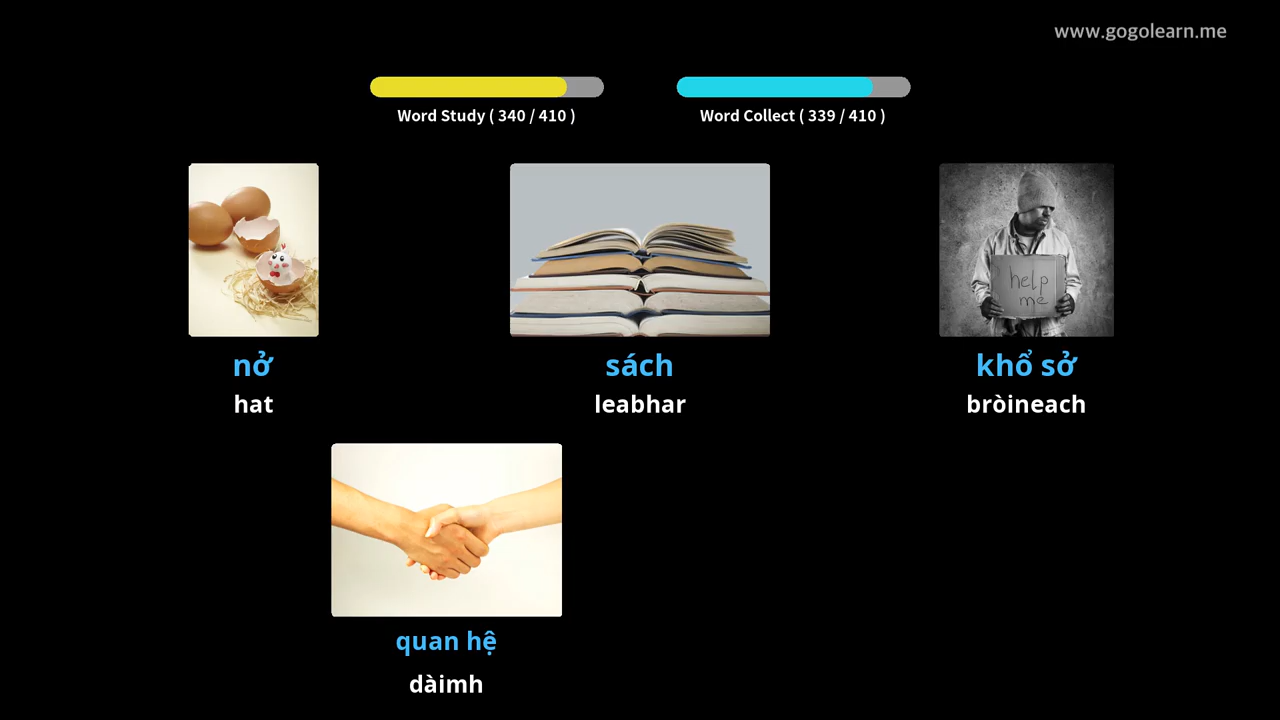 www.gogolearn.me
Word Study ( 340 / 410 )
Word Collect ( 339 / 410 )
help
me
nở
sách
khổ sở
hat
leabhar
bròineach
quan hệ
dàimh